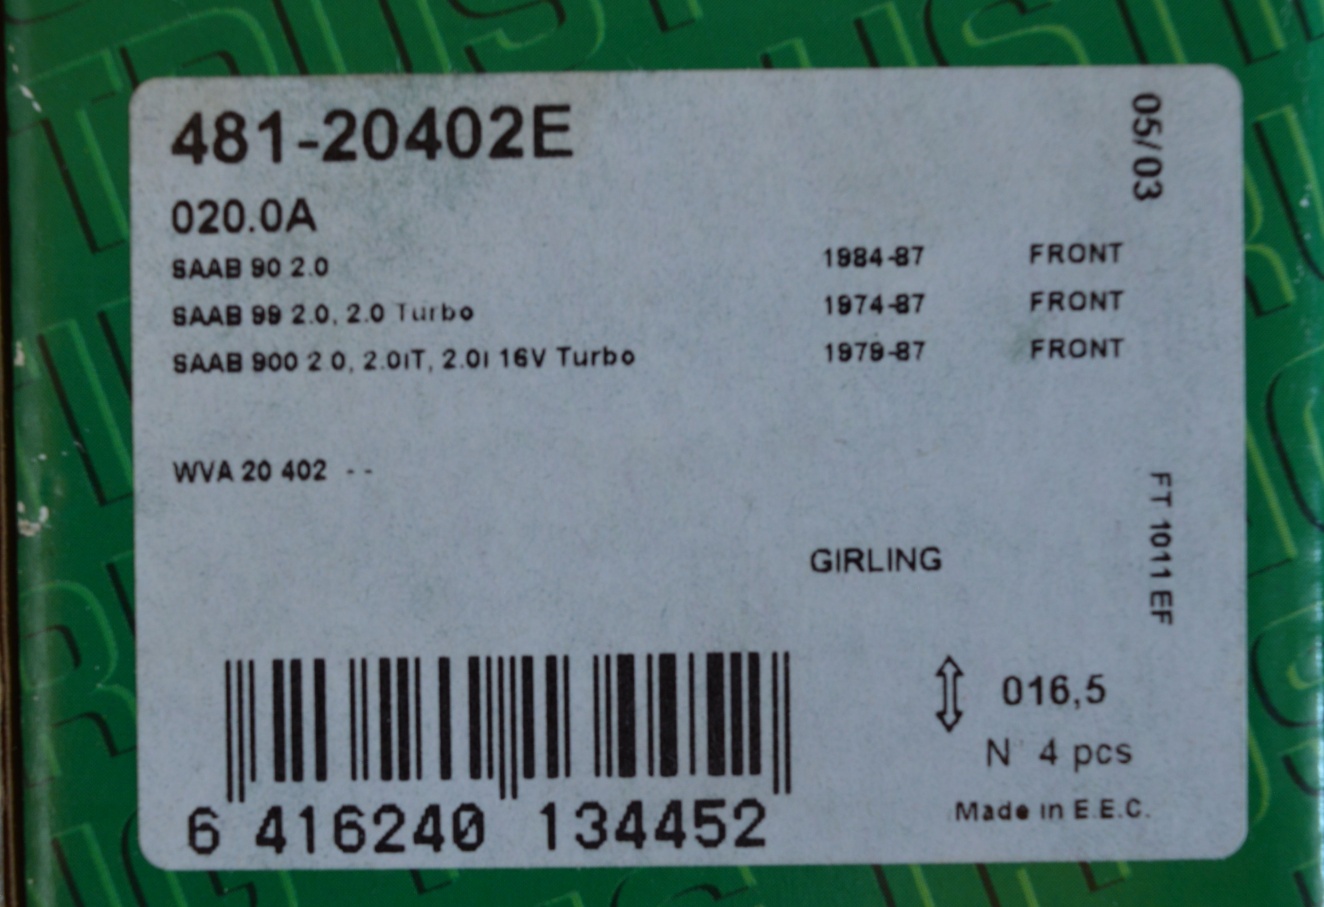 481-20402E
05/03
020.0A
SAAB 90 2.0 1984-87 FRONT
SAAB 99 2.0, 2.0 Turbo 1974-87 FRONT
SAAB 900 2.0, 2.0IT, 2.0I 16V Turbo 1979-87 FRONT
WVA 20 402 - -
FT 1011 EF
GIRLING
016,5
N° 4 pcs
Made in E.E.C.
6 416240 134452